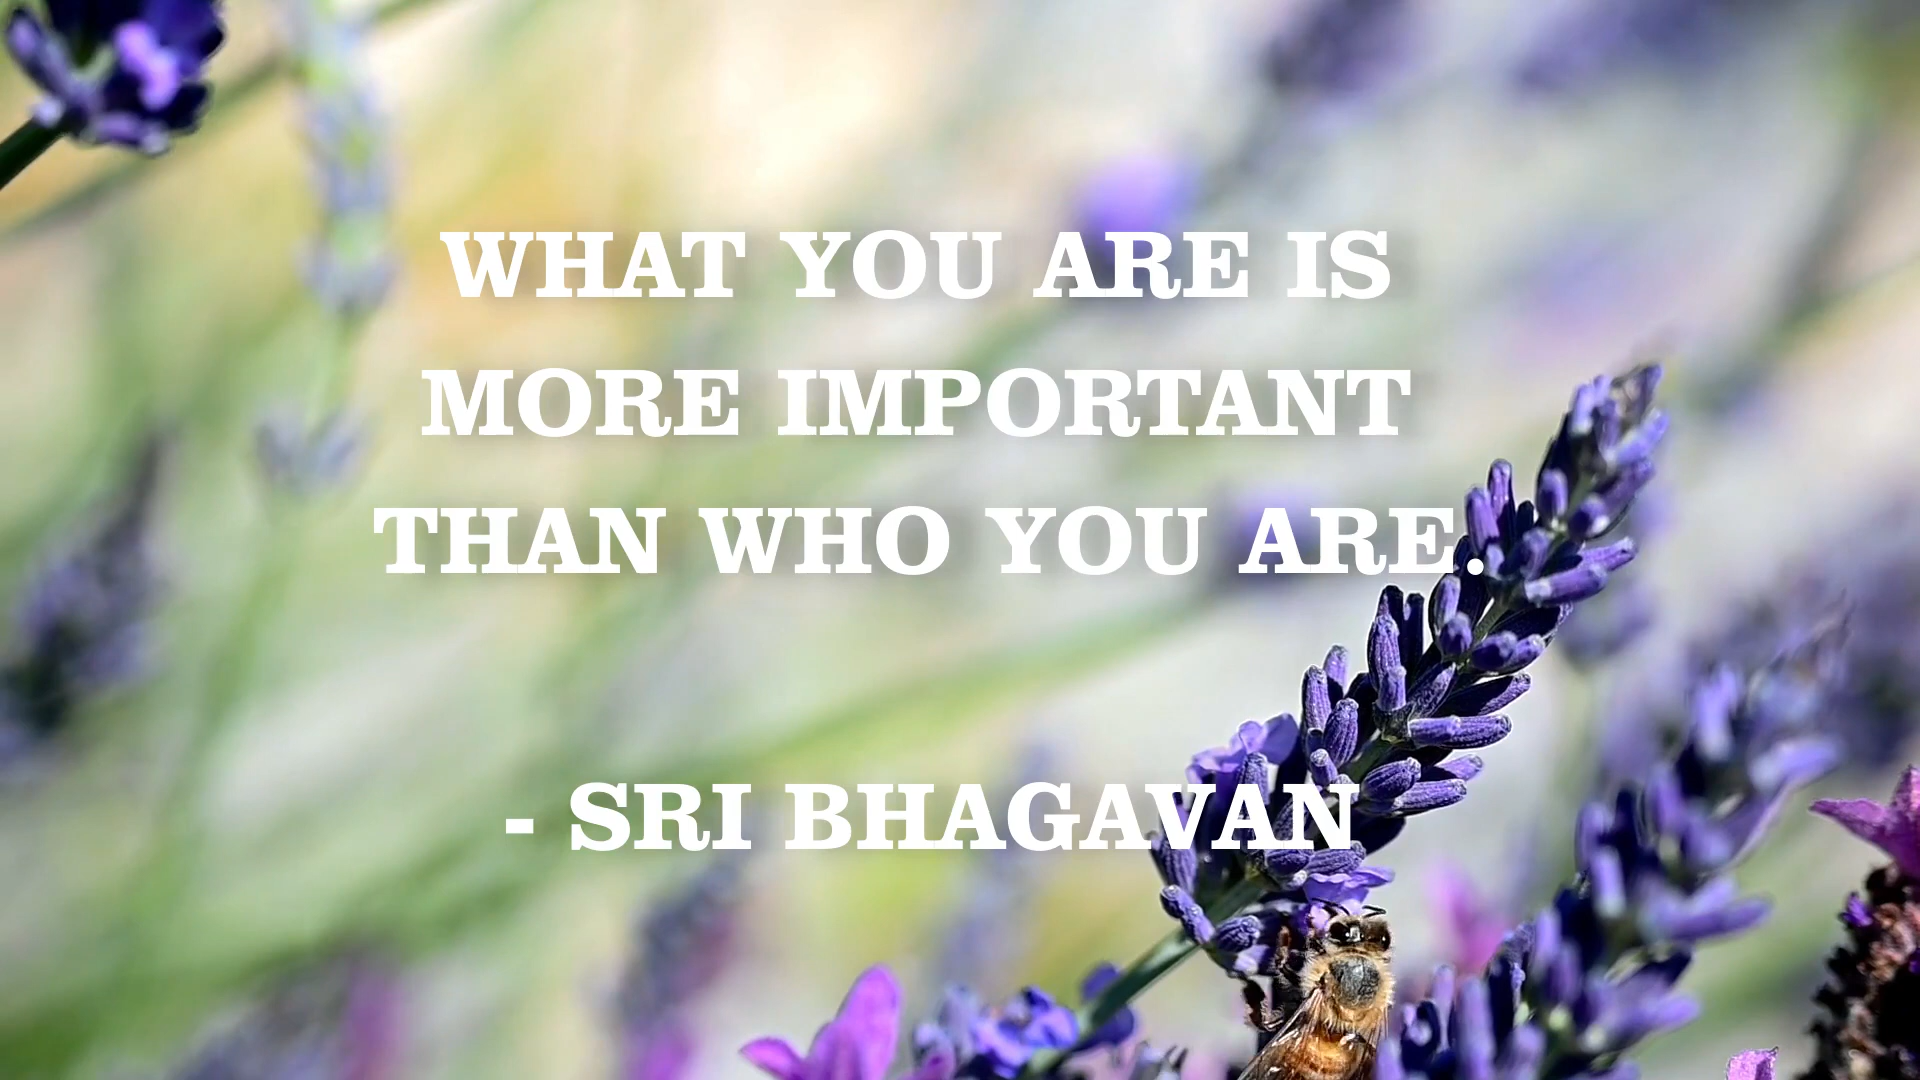 WHAT YOU ARE IS
MORE IMPORTANT
THAN WHO YOU ARE.
- SRI BHAGAVAN